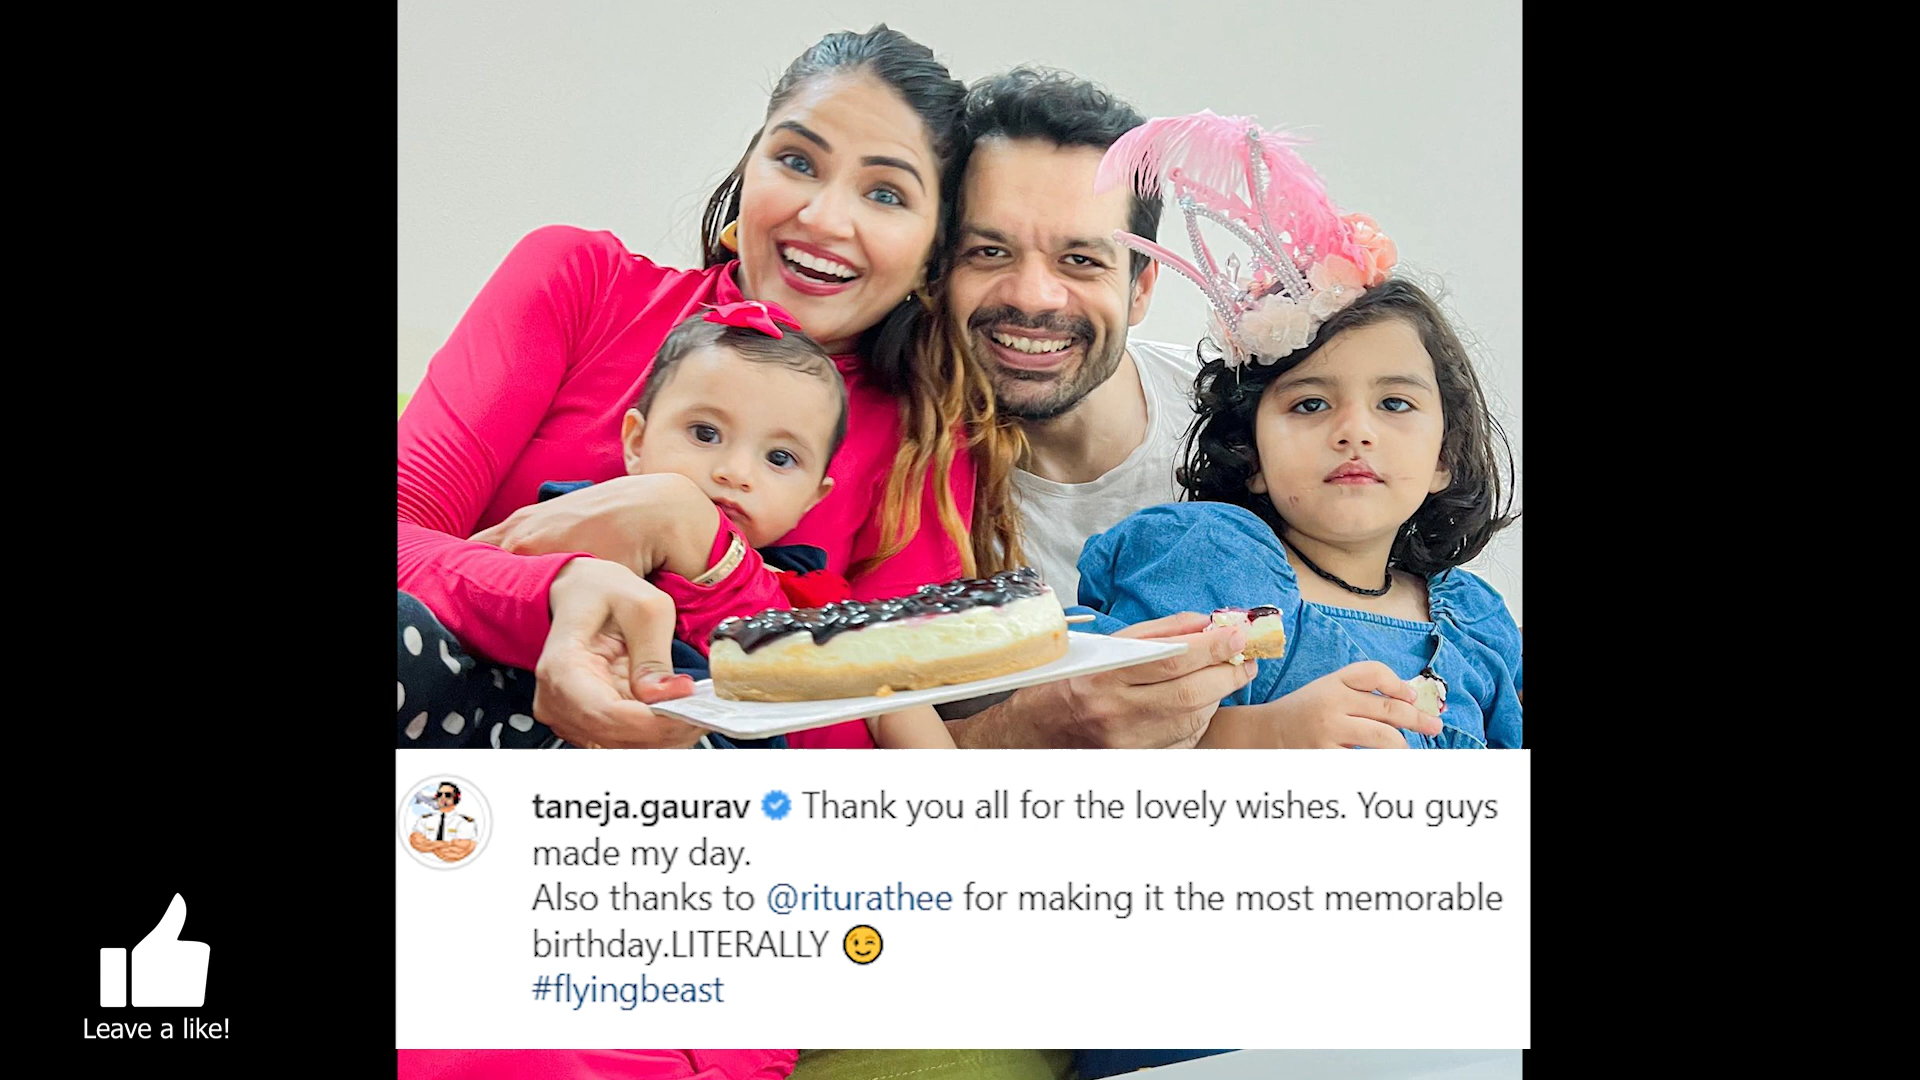 taneja.gaurav Thank you all for the lovely wishes. You guys
made my day.
Also thanks to @riturathee for making it the most memorable
birthday.LITERALLY 😉
#flyingbeast
Leave a like!